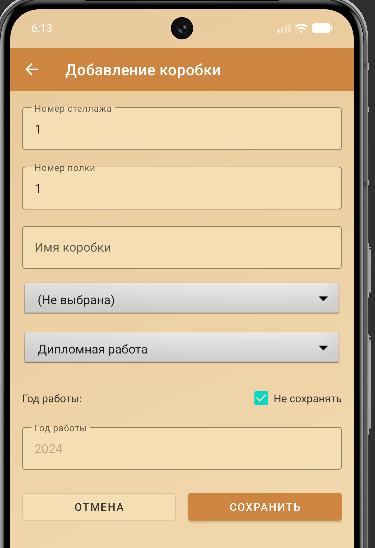 6:13
Добавление коробки
Номер стеллажа
1
Номер полки
1
Имя коробки
(Не выбрана)
Дипломная работа
Год работы:
Не сохранять
Год работы
2024
ОТМЕНА
СОХРАНИТЬ